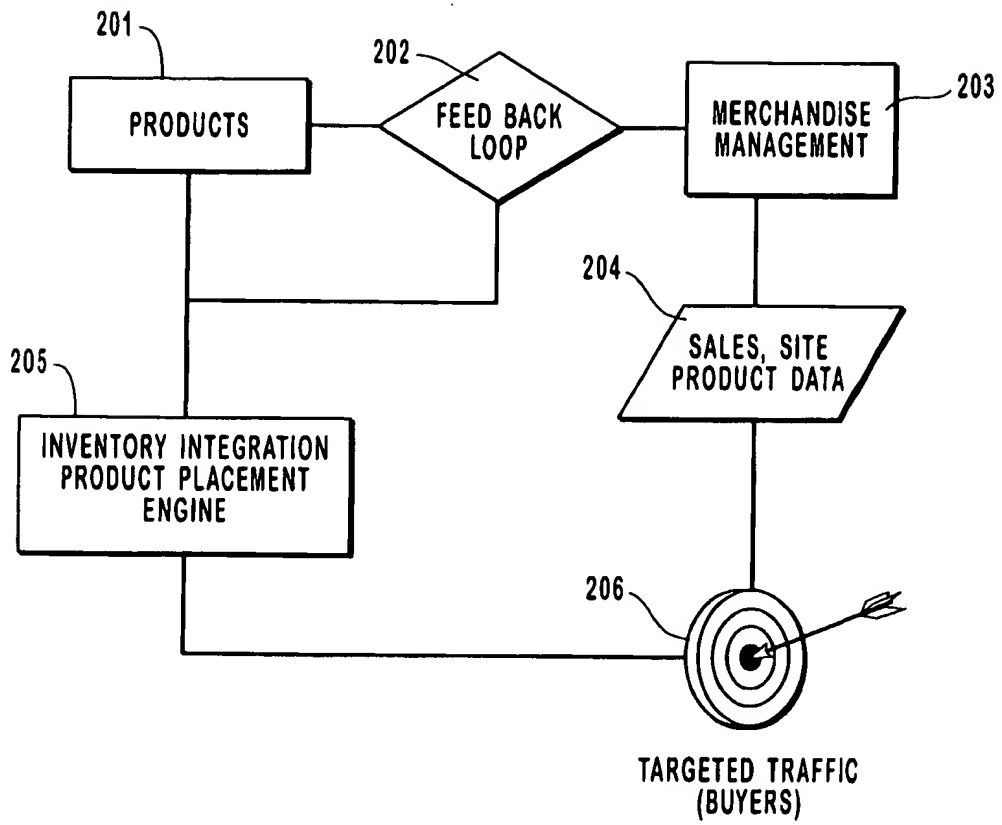 201
202
203
PRODUCTS
FEED BACK
LOOP
MERCHANDISE
MANAGEMENT
204
SALES, SITE
PRODUCT DATA
205
INVENTORY INTEGRATION
PRODUCT PLACEMENT
ENGINE
206
TARGETED TRAFFIC
(BUYERS)